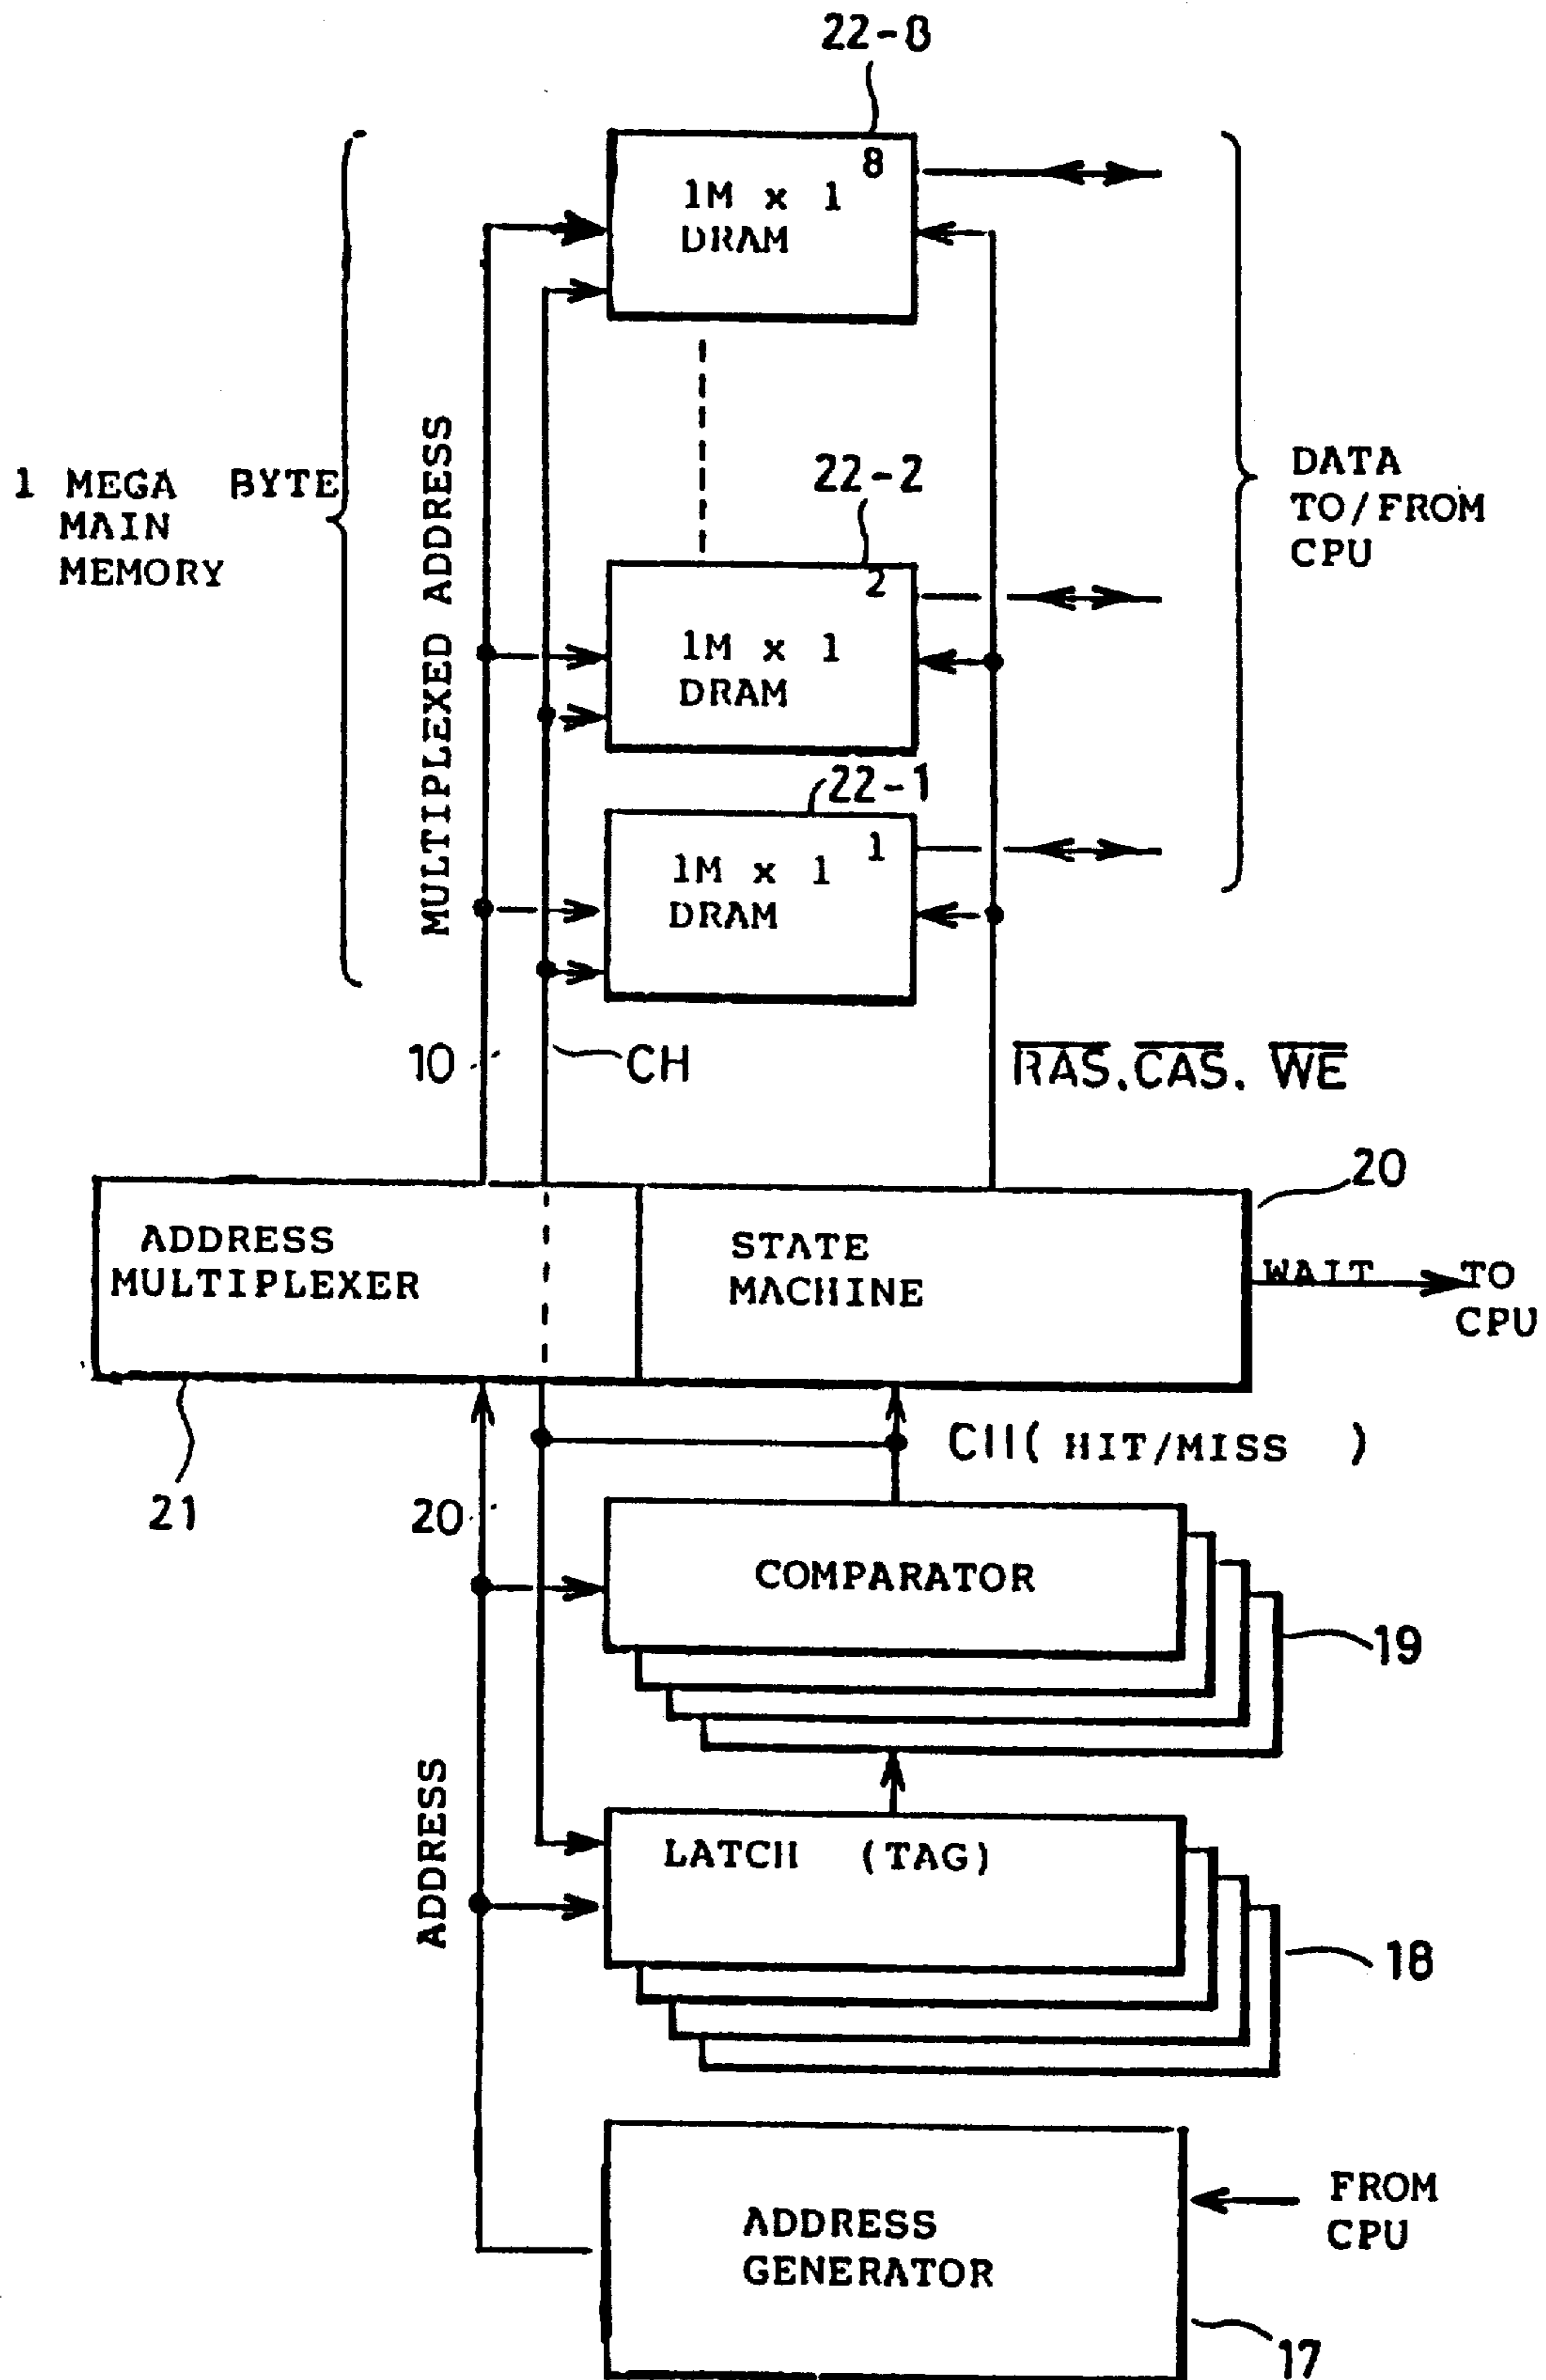 22-8
8
1M x 1
DRAM
1 MEGA BYTE
MAIN
MEMORY
MULTIPLEXED ADDRESS
22-2
2
1M x 1
DRAM
DATA
TO/FROM
CPU
22-1
1
1M x 1
DRAM
10
CH
RAS, CAS, WE
20
ADDRESS
MULTIPLEXER
STATE
MACHINE
WAIT
TO
CPU
21
20
CH( HIT/MISS )
COMPARATOR
19
ADDRESS
LATCH (TAG)
18
ADDRESS
GENERATOR
FROM
CPU
17